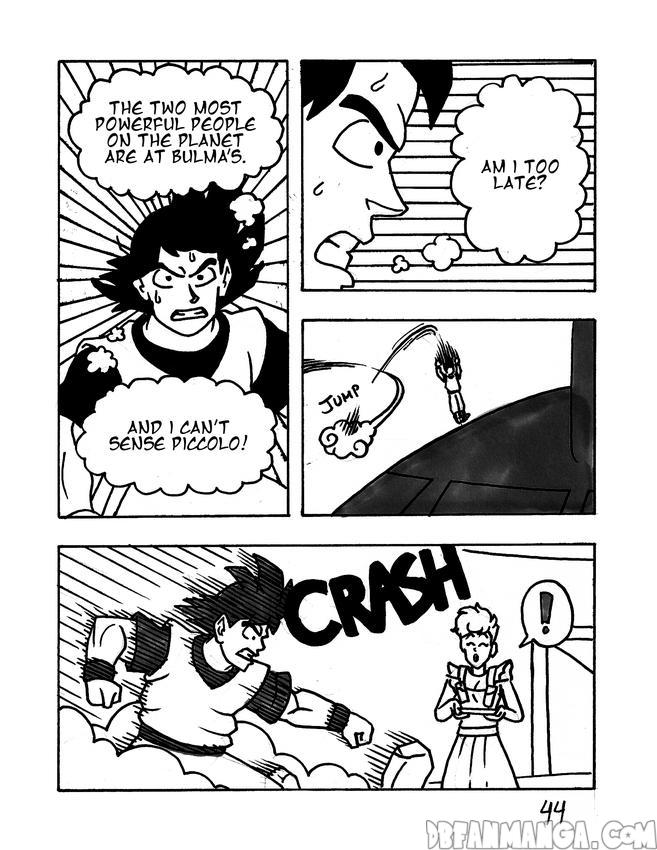 THE TWO MOST
POWERFUL PEOPLE
ON THE PLANET
ARE AT BULMA'S.
AND I CAN'T
SENSE PICCOLO!
AM I TOO
LATE?
JUMP
CRASH
!
44
DBFANMANGA.COM